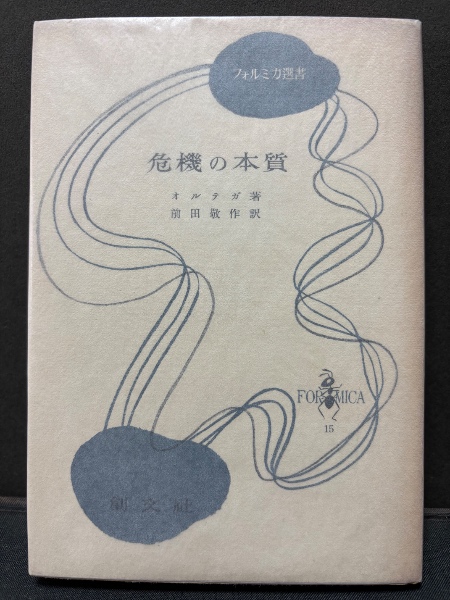 フォルミカ選書
危機の本質
オルテガ著
前田敬作訳
FORMICA
15
創文社